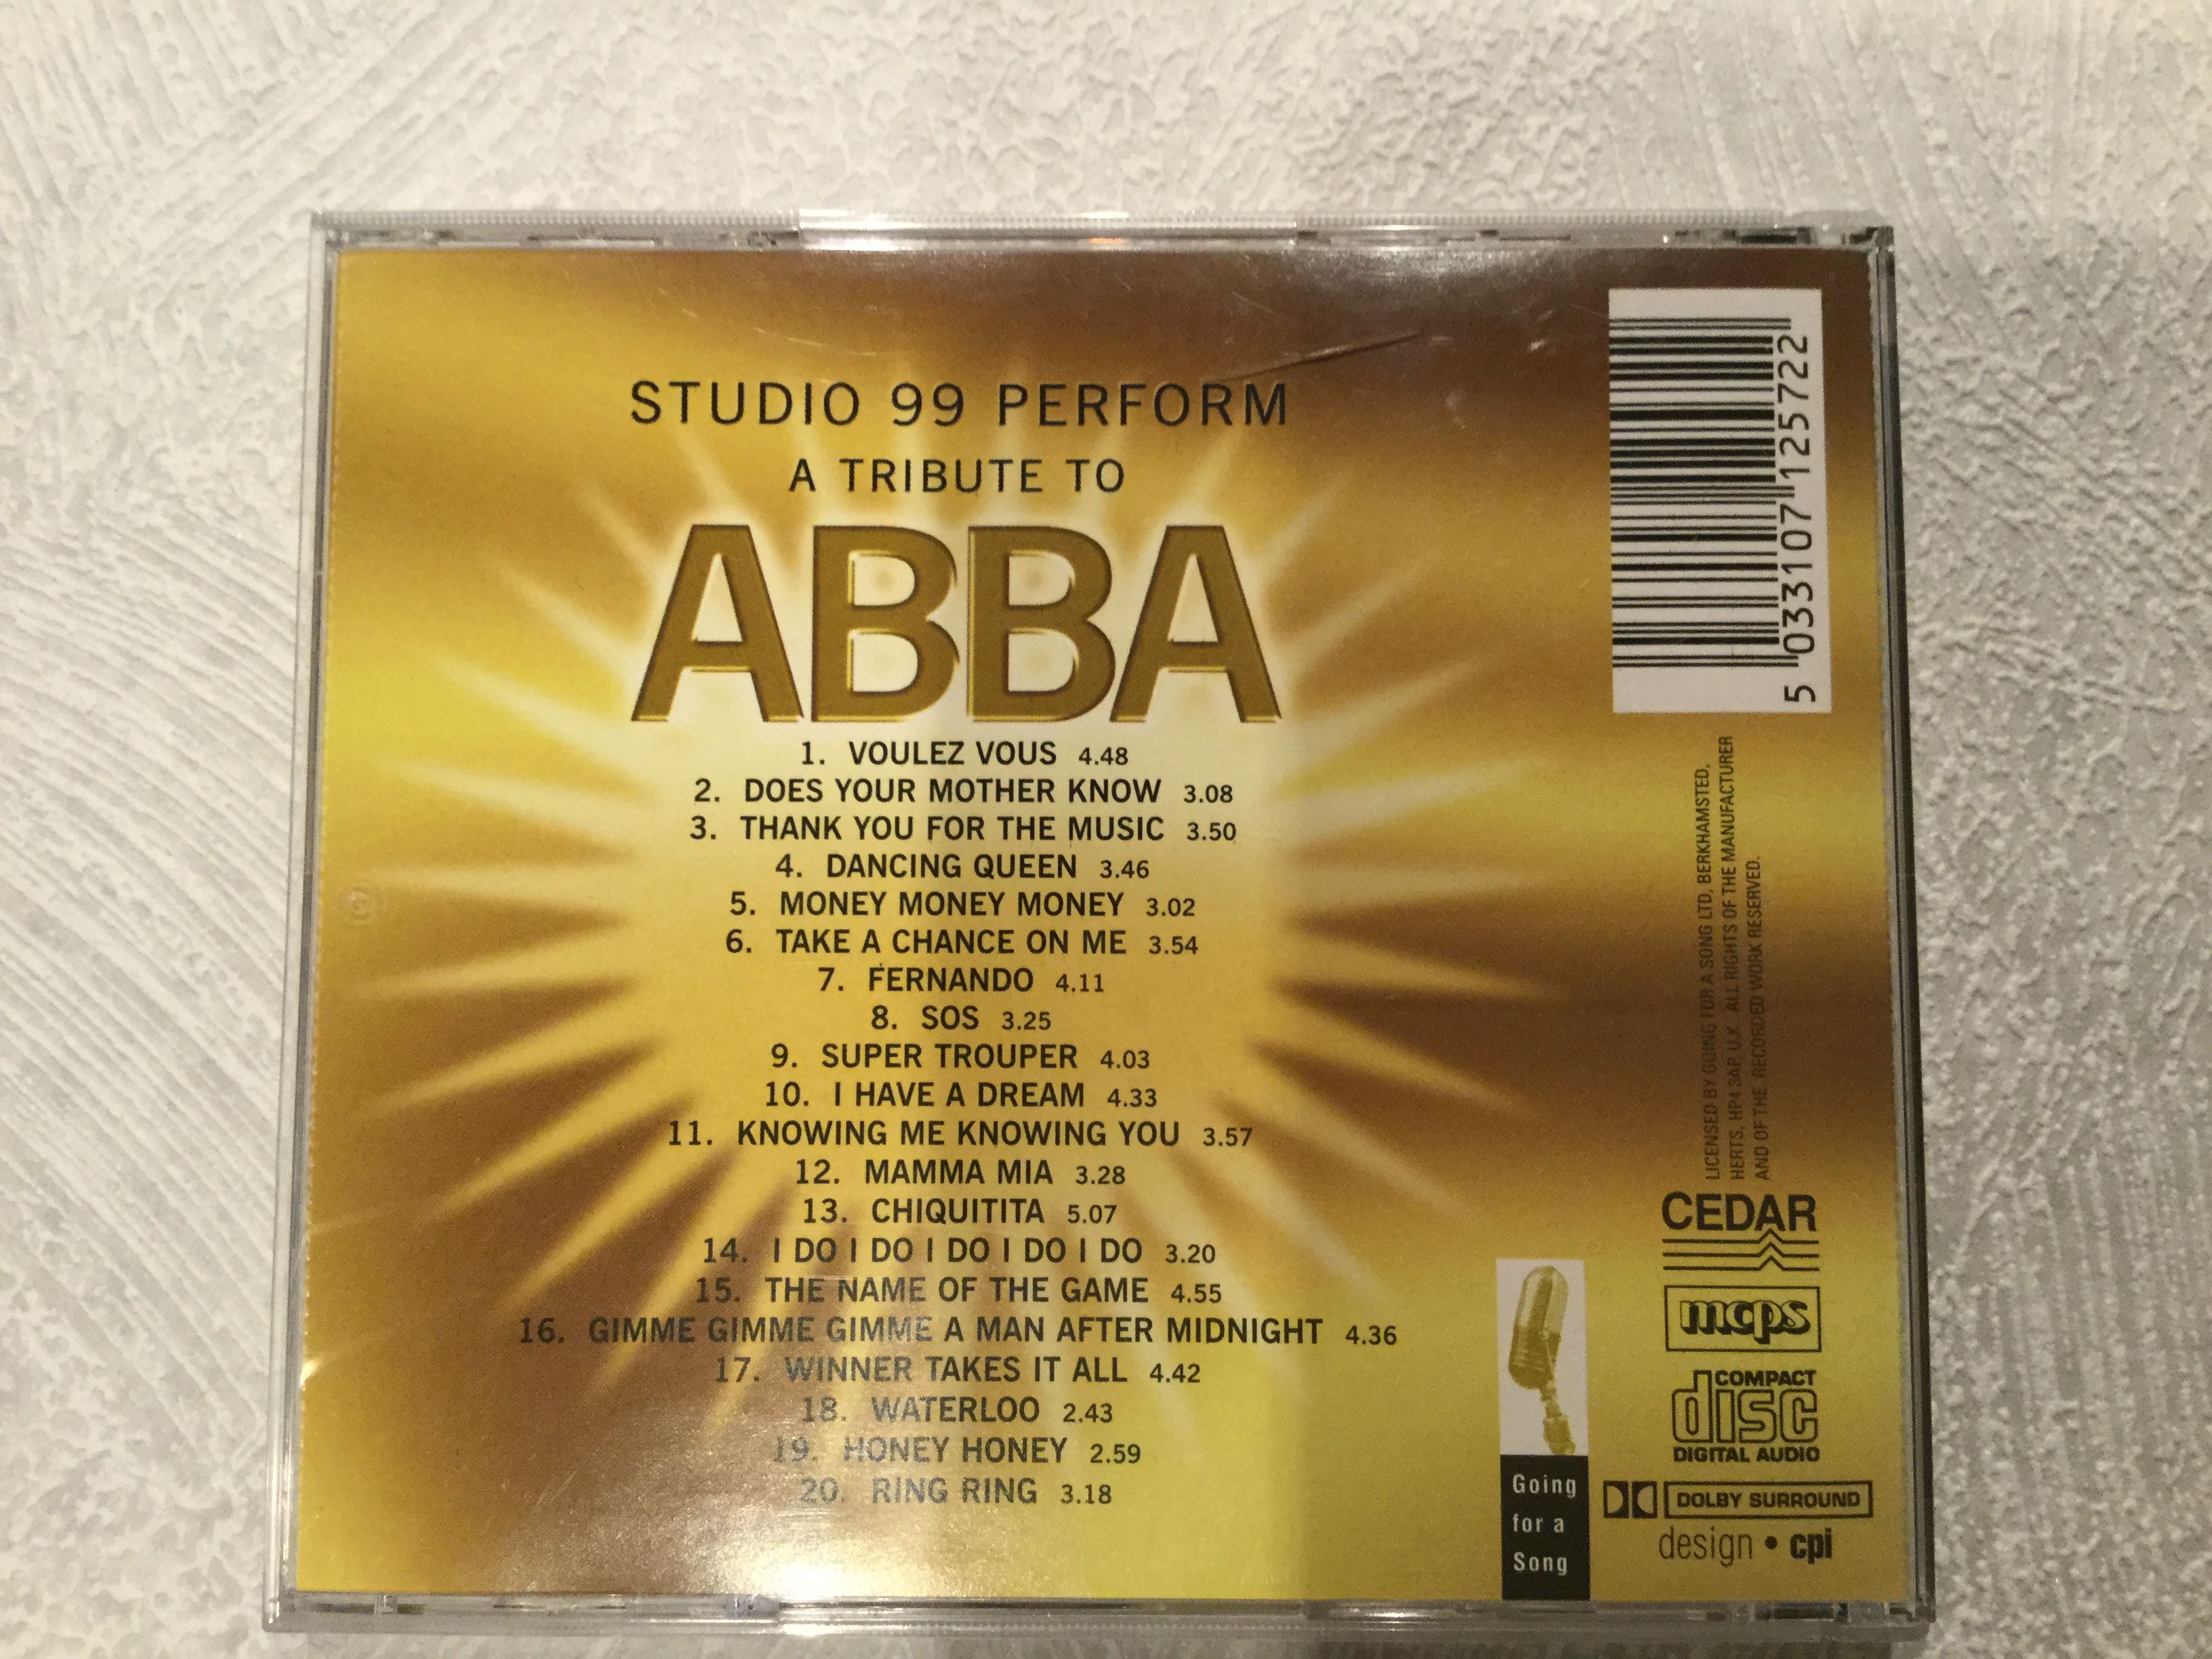 STUDIO 99 PERFORM
A TRIBUTE TO
ABBA
1. VOULEZ VOUS 4.48
2. DOES YOUR MOTHER KNOW 3.08
3. THANK YOU FOR THE MUSIC 3.50
4. DANCING QUEEN 3.46
5. MONEY MONEY MONEY 3.02
6. TAKE A CHANCE ON ME 3.54
7. FERNANDO 4.11
8. SOS 3.25
9. SUPER TROUPER 4.03
10. I HAVE A DREAM 4.33
11. KNOWING ME KNOWING YOU 3.57
12. MAMMA MIA 3.28
13. CHIQUITITA 5.07
14. I DO I DO I DO I DO I DO 3.20
15. THE NAME OF THE GAME 4.55
16. GIMME GIMME GIMME A MAN AFTER MIDNIGHT 4.36
17. WINNER TAKES IT ALL 4.42
18. WATERLOO 2.43
19. HONEY HONEY 2.59
20. RING RING 3.18
5 033107 125722
LICENSED BY GOING FOR A SONG LTD, BERKHAMSTED,
HERTS, HP4 3AP, U.K. ALL RIGHTS OF THE MANUFACTURER
AND OF THE RECORDED WORK RESERVED.
CEDAR
mcps
COMPACT
disc
DIGITAL AUDIO
DOLBY SURROUND
design • cpi
Going
for a
Song